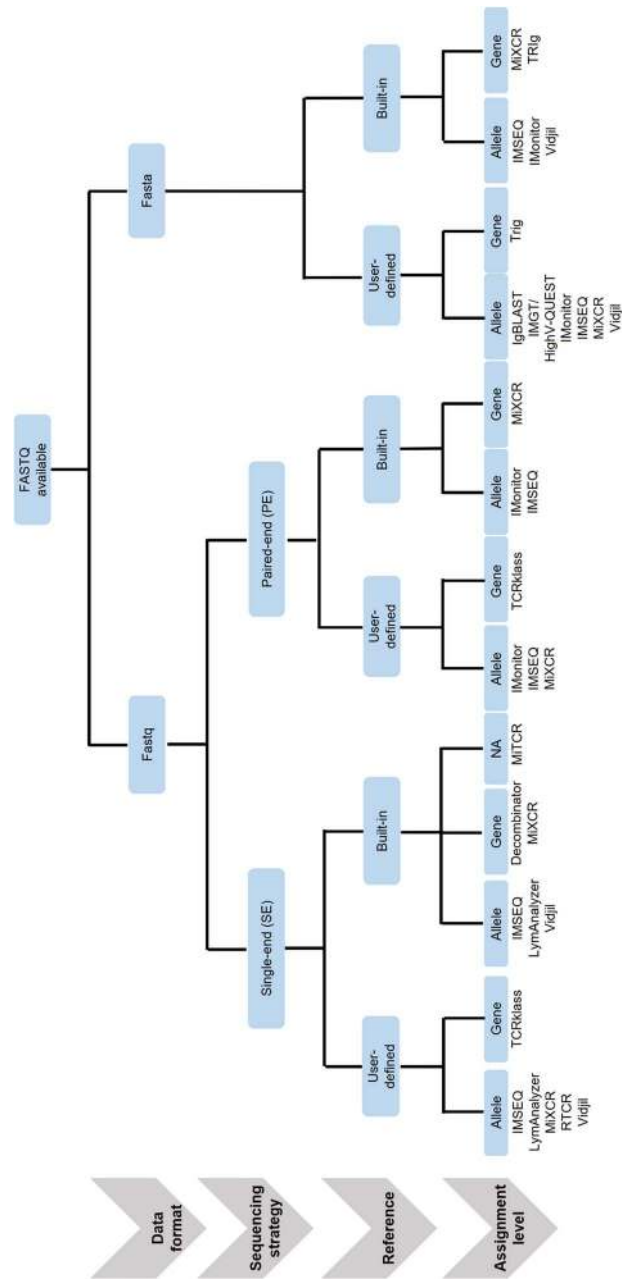 FASTQ
available
Data
format
Fastq
Fasta
Sequencing
strategy
Single-end (SE)
Paired-end (PE)
Reference
User-
defined
Built-in
User-
defined
Built-in
User-
defined
Built-in
Assignment
level
Allele
IMSEQ
LymAnalyzer
MiXCR
RTCR
Vidjil
Gene
TCRklass
Allele
IMSEQ
LymAnalyzer
Vidjil
Gene
Decombinator
MiXCR
NA
MiTCR
Allele
IMonitor
IMSEQ
MiXCR
Gene
TCRklass
Allele
IMonitor
IMSEQ
Gene
MiXCR
Allele
IgBLAST
IMGT/
HighV-QUEST
IMonitor
IMSEQ
MiXCR
Vidjil
Gene
Trig
Allele
IMSEQ
IMonitor
Vidjil
Gene
MiXCR
TRIg